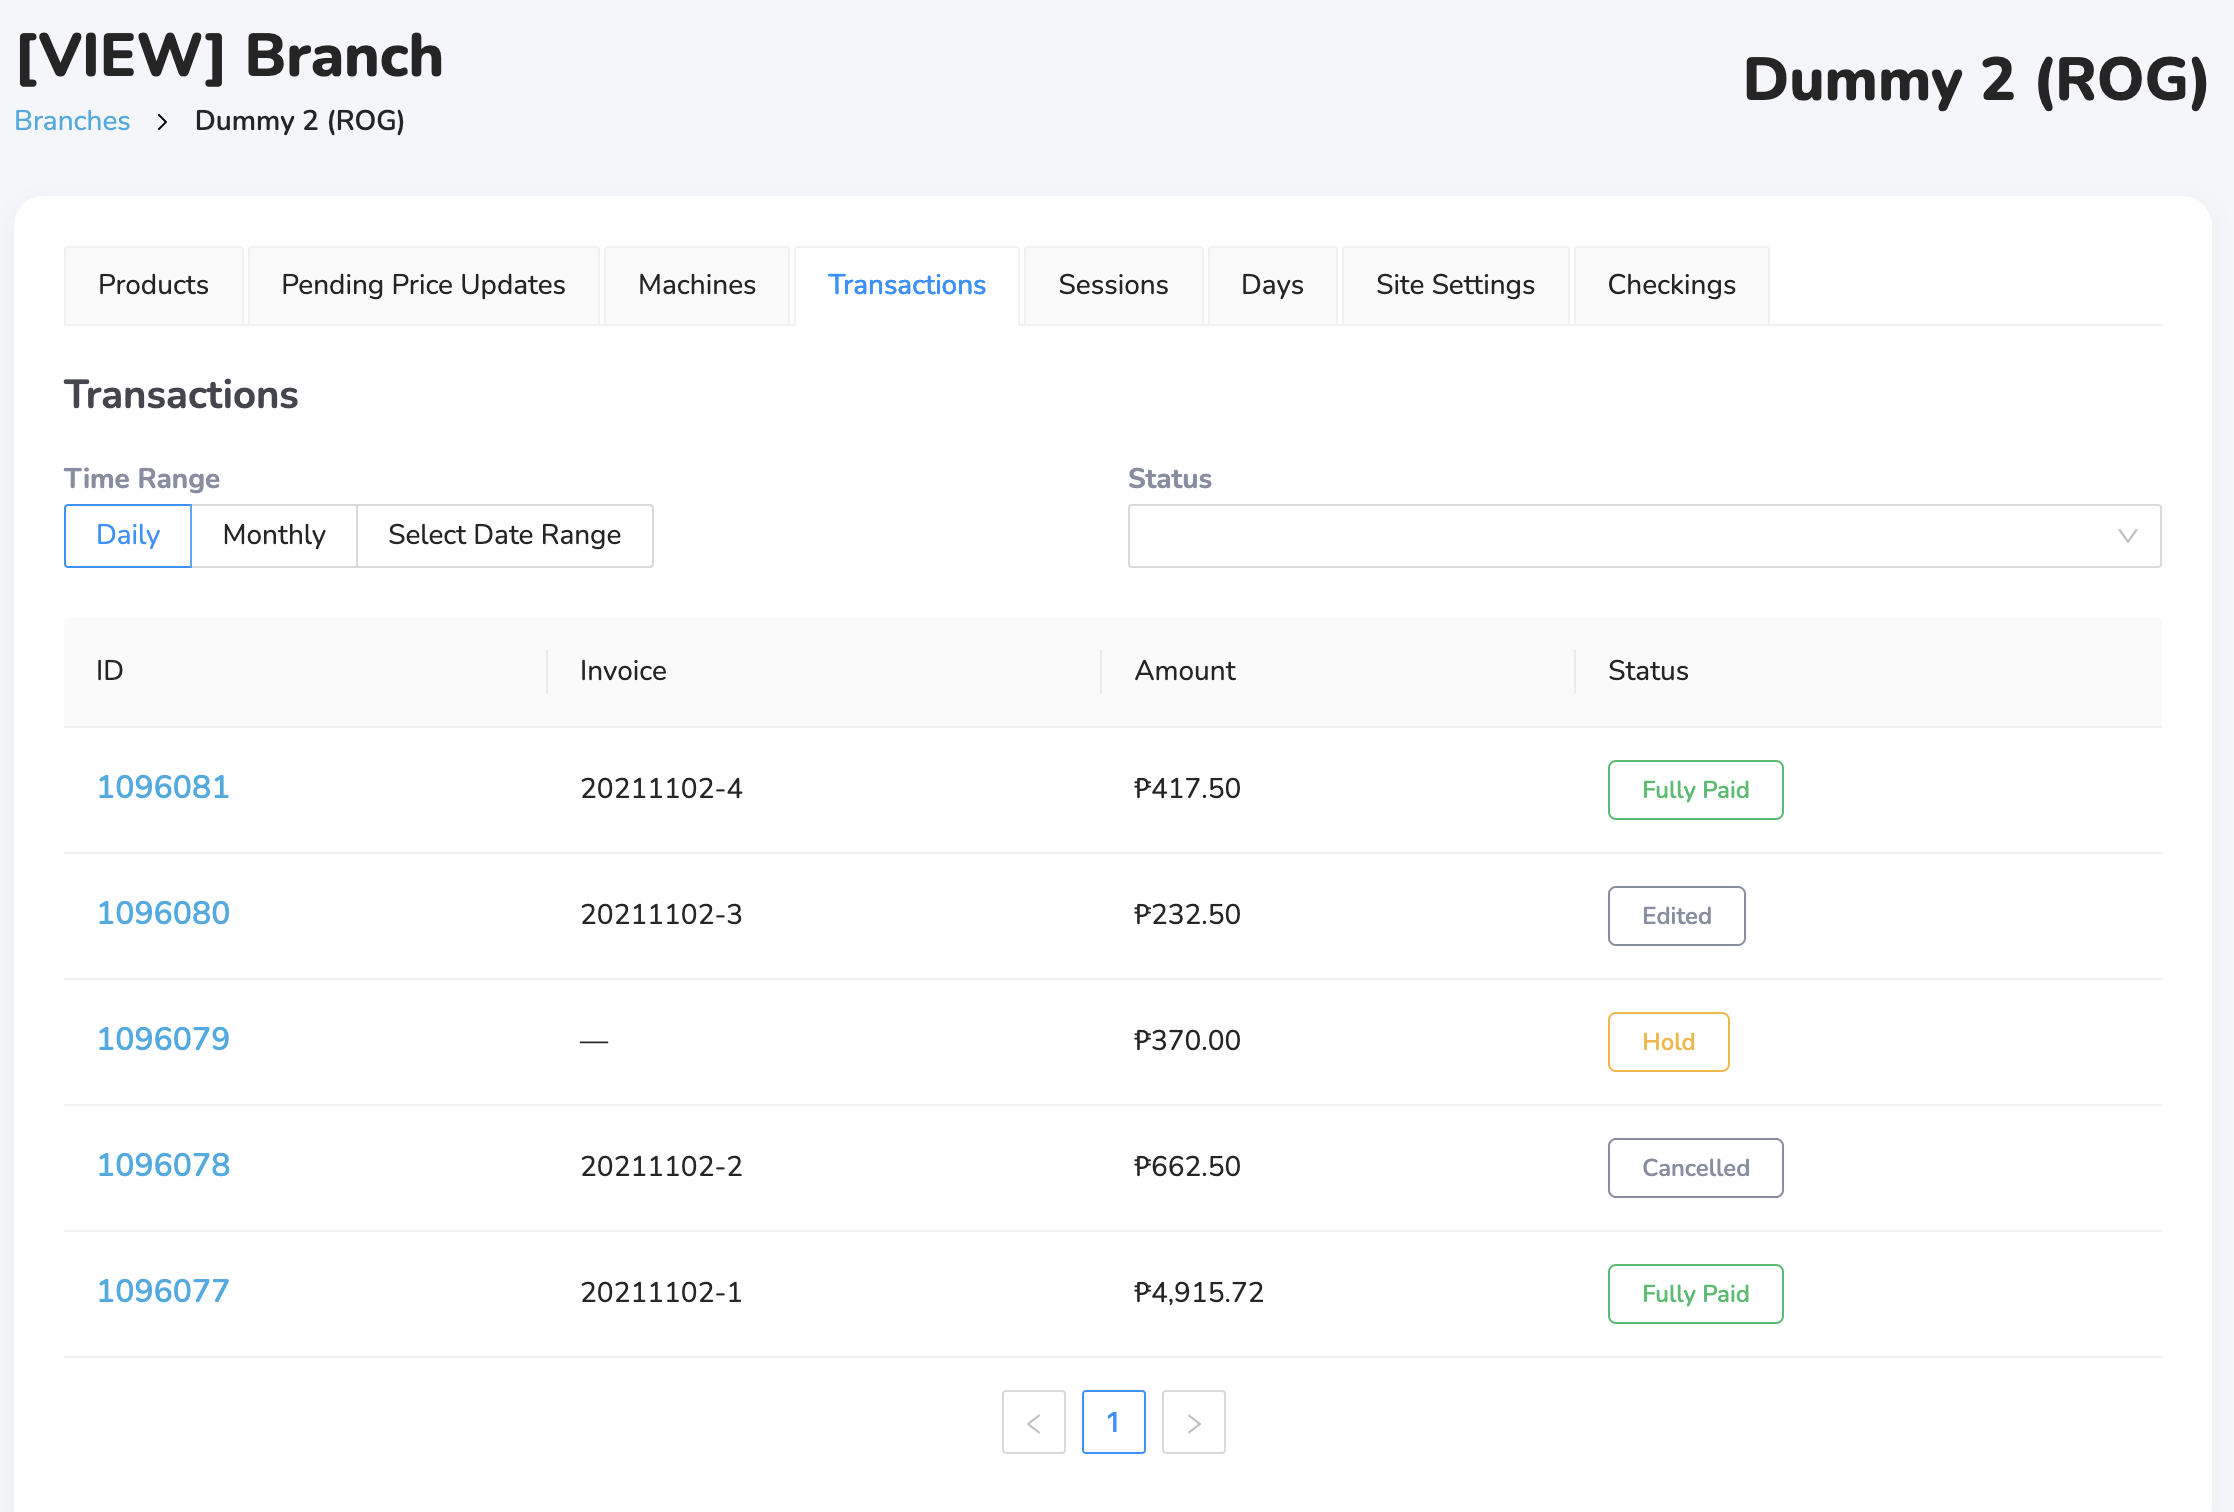 [VIEW] Branch
Dummy 2 (ROG)
Branches > Dummy 2 (ROG)
Products Pending Price Updates Machines Transactions Sessions Days Site Settings Checkings
Transactions
Time Range Status
Daily Monthly Select Date Range
ID Invoice Amount Status
1096081 20211102-4 ₱417.50 Fully Paid
1096080 20211102-3 ₱232.50 Edited
1096079 — ₱370.00 Hold
1096078 20211102-2 ₱662.50 Cancelled
1096077 20211102-1 ₱4,915.72 Fully Paid
< 1 >